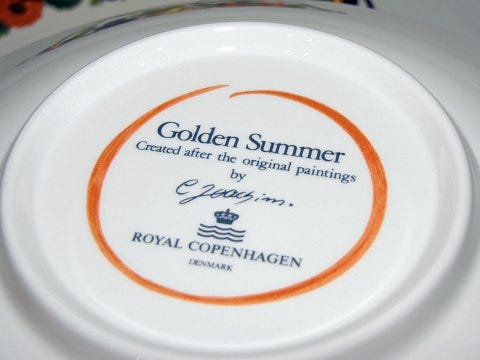 Golden Summer
Created after the original paintings
by
C Joachim.
ROYAL COPENHAGEN
DENMARK